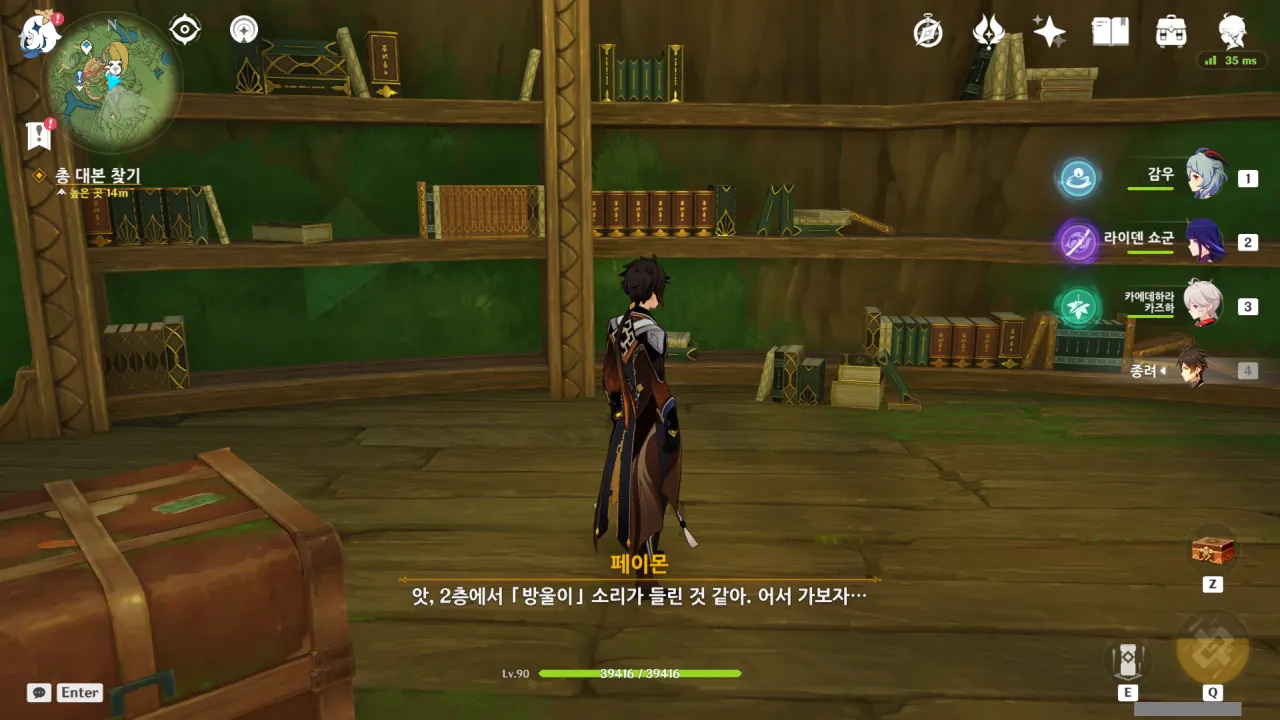 N
35 ms
총 대본 찾기
높은 곳 14m
감우
1
라이덴 쇼군
2
카에데하라
카즈하
3
종려
4
페이몬
앗, 2층에서 「방울이」 소리가 들린 것 같아. 어서 가보자…
Z
Lv.90
39416 / 39416
Enter
E
Q